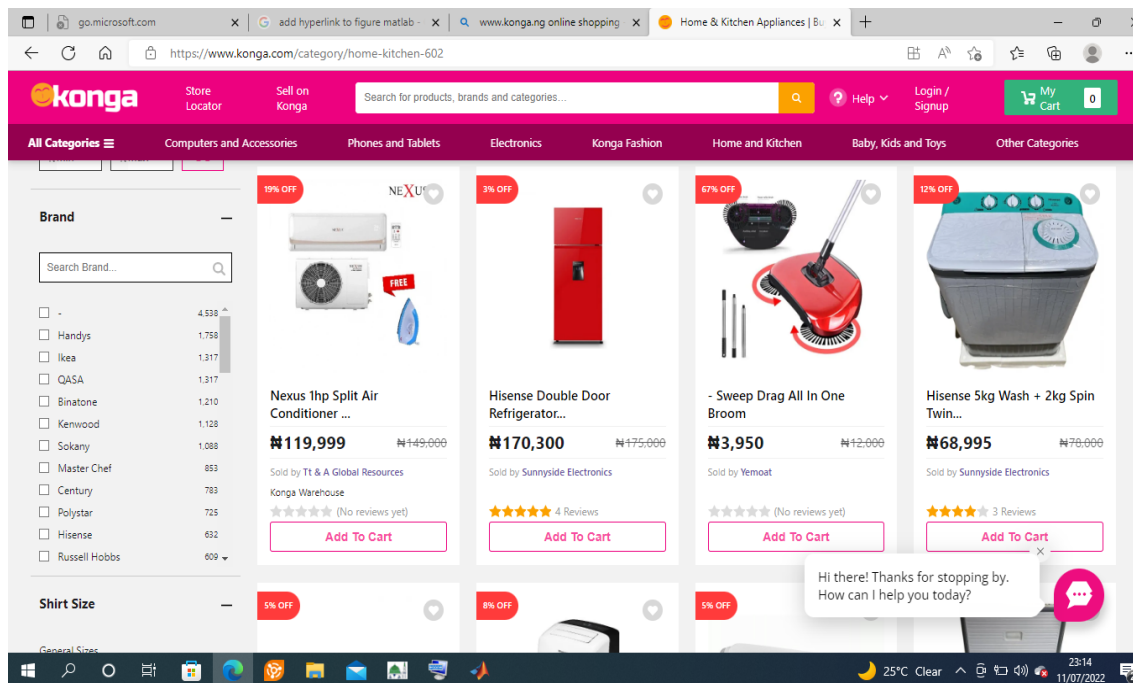 go.microsoft.com
add hyperlink to figure matlab -
www.konga.ng online shopping
Home & Kitchen Appliances | Bu
https://www.konga.com/category/home-kitchen-602
konga
Store
Locator
Sell on
Konga
Search for products, brands and categories...
Help
Login /
Signup
My
Cart
0
All Categories
Computers and Accessories
Phones and Tablets
Electronics
Konga Fashion
Home and Kitchen
Baby, Kids and Toys
Other Categories
Brand
Search Brand...
- 4,538
Handys 1,758
Ikea 1,317
QASA 1,317
Binatone 1,210
Kenwood 1,128
Sokany 1,088
Master Chef 853
Century 783
Polystar 725
Hisense 632
Russell Hobbs 609
Shirt Size
General Sizes
19% OFF
FREE
Nexus 1hp Split Air
Conditioner ...
₦119,999 ₦149,000
Sold by Tt & A Global Resources
Konga Warehouse
(No reviews yet)
Add To Cart
3% OFF
Hisense Double Door
Refrigerator...
₦170,300 ₦175,000
Sold by Sunnyside Electronics
4 Reviews
Add To Cart
67% OFF
- Sweep Drag All In One
Broom
₦3,950 ₦12,000
Sold by Yemoat
(No reviews yet)
Add To Cart
12% OFF
Hisense 5kg Wash + 2kg Spin
Twin...
₦68,995 ₦78,000
Sold by Sunnyside Electronics
3 Reviews
Add To Cart
5% OFF
8% OFF
5% OFF
Hi there! Thanks for stopping by.
How can I help you today?
25°C Clear
23:14
11/07/2022